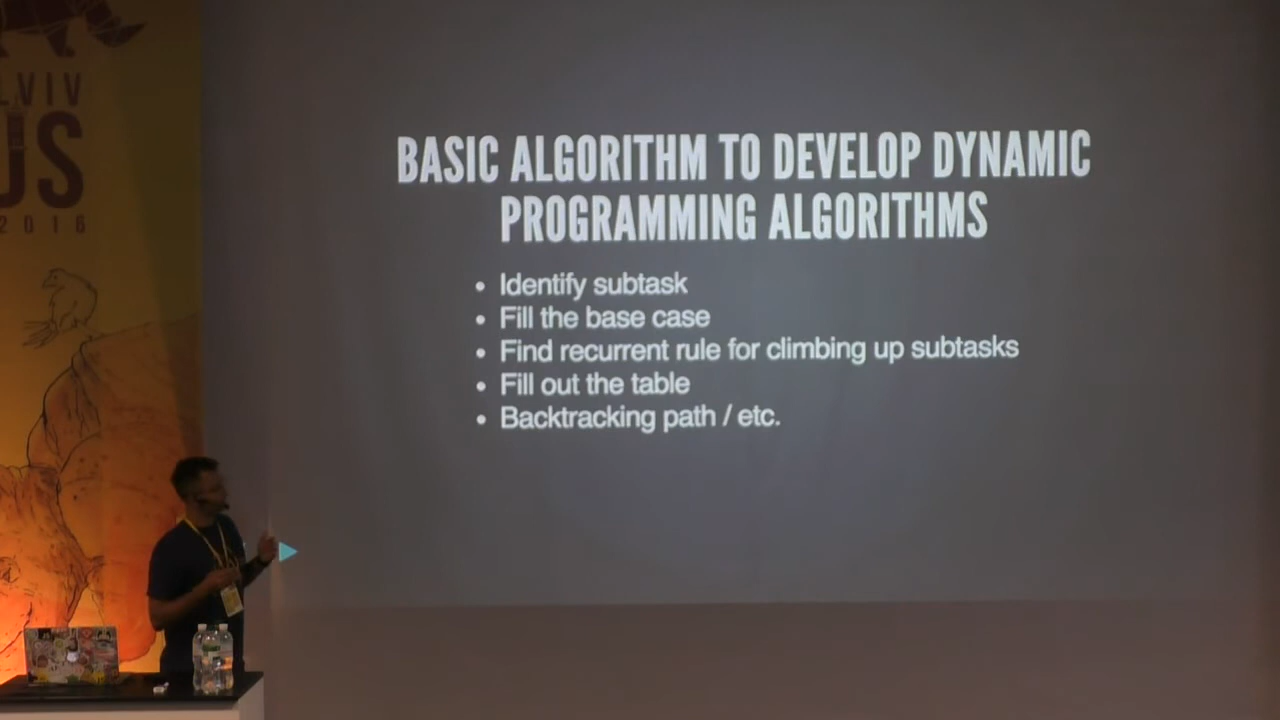 LVIV
US
2016
BASIC ALGORITHM TO DEVELOP DYNAMIC
PROGRAMMING ALGORITHMS
• Identify subtask
• Fill the base case
• Find recurrent rule for climbing up subtasks
• Fill out the table
• Backtracking path / etc.